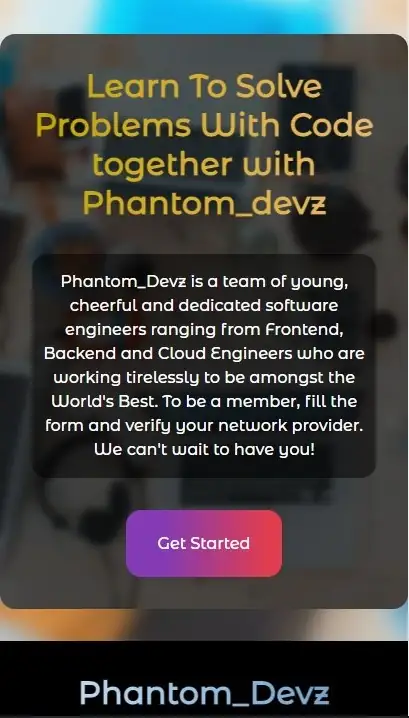 Learn To Solve
Problems With Code
together with
Phantom_devz
Phantom_Devz is a team of young,
cheerful and dedicated software
engineers ranging from Frontend,
Backend and Cloud Engineers who are
working tirelessly to be amongst the
World's Best. To be a member, fill the
form and verify your network provider.
We can't wait to have you!
Get Started
Phantom_Devz